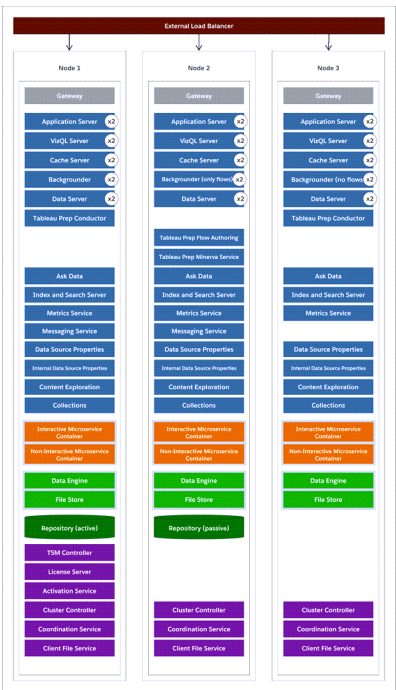 External Load Balancer
Node 1
Gateway
Application Server x2
VizQL Server x2
Cache Server x2
Backgrounder x2
Data Server x2
Tableau Prep Conductor
Ask Data
Index and Search Server
Metrics Service
Messaging Service
Data Source Properties
Internal Data Source Properties
Content Exploration
Collections
Interactive Microservice
Container
Non-Interactive Microservice
Container
Data Engine
File Store
Repository (active)
TSM Controller
License Server
Activation Service
Cluster Controller
Coordination Service
Client File Service
Node 2
Gateway
Application Server x2
VizQL Server x2
Cache Server x2
Backgrounder (only flows) x2
Data Server x2
Tableau Prep Flow Authoring
Tableau Prep Minerva Service
Ask Data
Index and Search Server
Metrics Service
Messaging Service
Data Source Properties
Internal Data Source Properties
Content Exploration
Collections
Interactive Microservice
Container
Non-Interactive Microservice
Container
Data Engine
File Store
Repository (passive)
Cluster Controller
Coordination Service
Client File Service
Node 3
Gateway
Application Server x2
VizQL Server x2
Cache Server x2
Backgrounder (no flows) x2
Data Server x2
Tableau Prep Conductor
Ask Data
Index and Search Server
Metrics Service
Data Source Properties
Internal Data Source Properties
Content Exploration
Collections
Interactive Microservice
Container
Non-Interactive Microservice
Container
Data Engine
File Store
Cluster Controller
Coordination Service
Client File Service